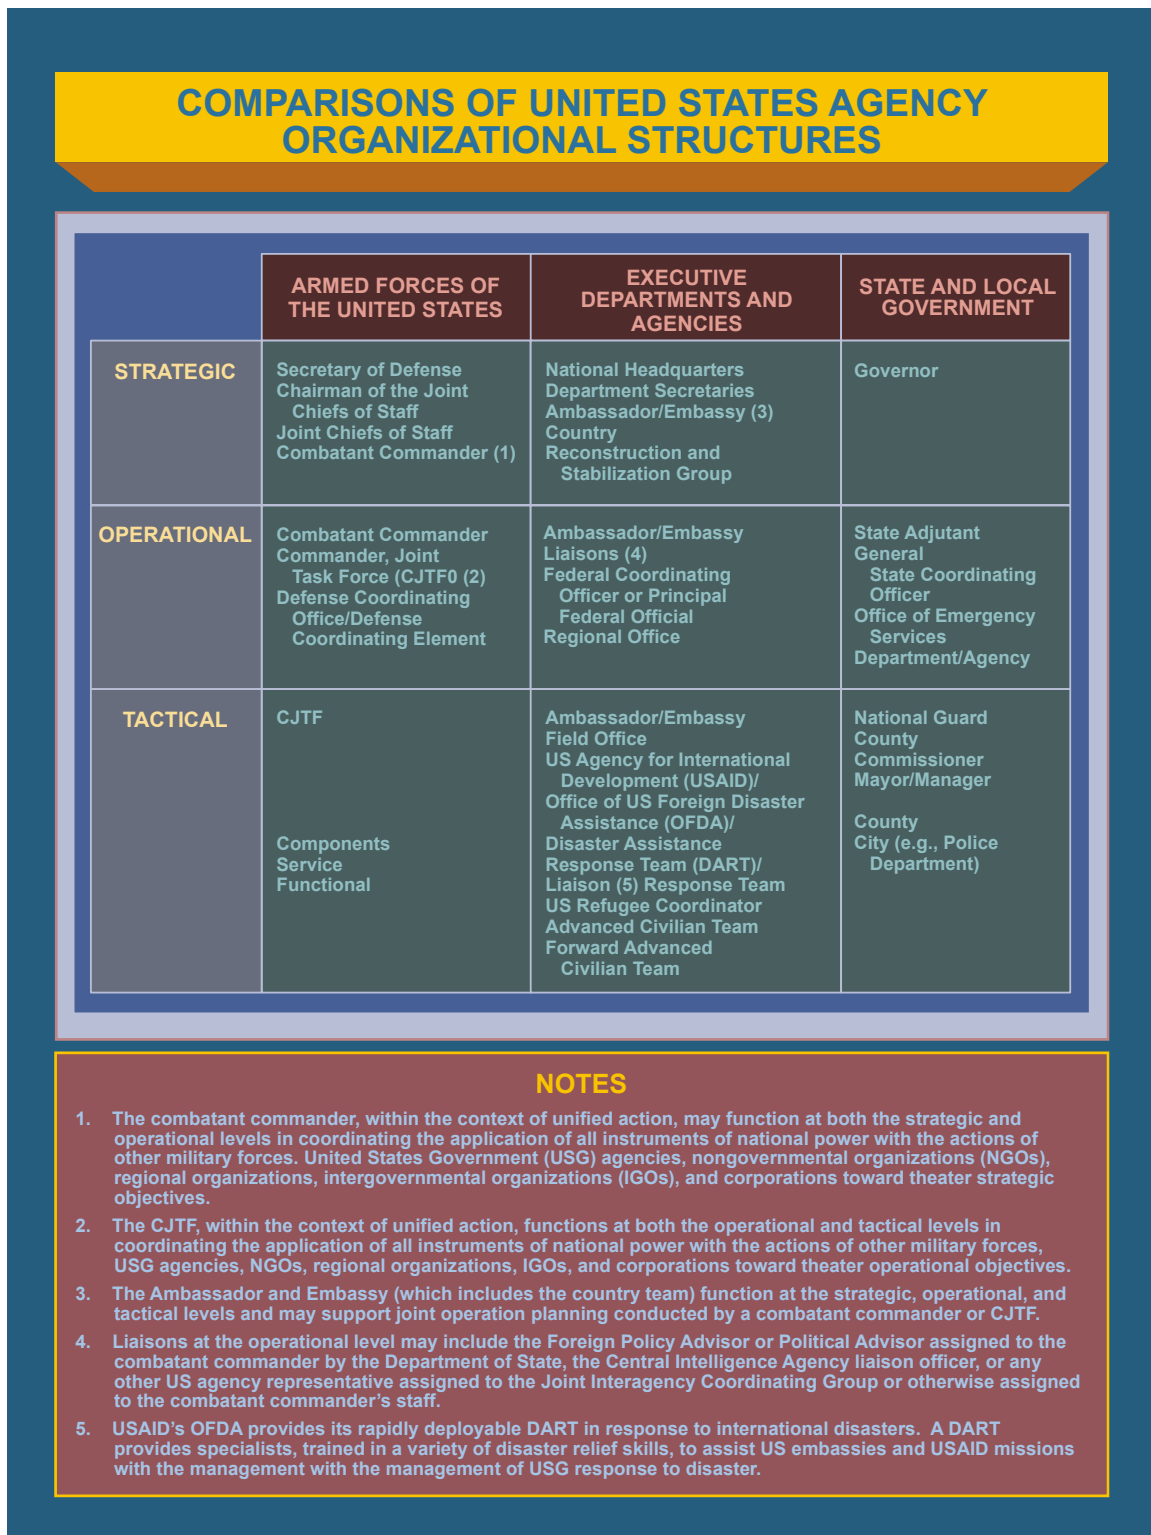 COMPARISONS OF UNITED STATES AGENCY
ORGANIZATIONAL STRUCTURES
ARMED FORCES OF
THE UNITED STATES
EXECUTIVE
DEPARTMENTS AND
AGENCIES
STATE AND LOCAL
GOVERNMENT
STRATEGIC
Secretary of Defense
Chairman of the Joint
Chiefs of Staff
Joint Chiefs of Staff
Combatant Commander (1)
National Headquarters
Department Secretaries
Ambassador/Embassy (3)
Country
Reconstruction and
Stabilization Group
Governor
OPERATIONAL
Combatant Commander
Commander, Joint
Task Force (CJTF0 (2)
Defense Coordinating
Office/Defense
Coordinating Element
Ambassador/Embassy
Liaisons (4)
Federal Coordinating
Officer or Principal
Federal Official
Regional Office
State Adjutant
General
State Coordinating
Officer
Office of Emergency
Services
Department/Agency
TACTICAL
CJTF
Components
Service
Functional
Ambassador/Embassy
Field Office
US Agency for International
Development (USAID)/
Office of US Foreign Disaster
Assistance (OFDA)/
Disaster Assistance
Response Team (DART)/
Liaison (5) Response Team
US Refugee Coordinator
Advanced Civilian Team
Forward Advanced
Civilian Team
National Guard
County
Commissioner
Mayor/Manager
County
City (e.g., Police
Department)
NOTES
1. The combatant commander, within the context of unified action, may function at both the strategic and
operational levels in coordinating the application of all instruments of national power with the actions of
other military forces. United States Government (USG) agencies, nongovernmental organizations (NGOs),
regional organizations, intergovernmental organizations (IGOs), and corporations toward theater strategic
objectives.
2. The CJTF, within the context of unified action, functions at both the operational and tactical levels in
coordinating the application of all instruments of national power with the actions of other military forces,
USG agencies, NGOs, regional organizations, IGOs, and corporations toward theater operational objectives.
3. The Ambassador and Embassy (which includes the country team) function at the strategic, operational, and
tactical levels and may support joint operation planning conducted by a combatant commander or CJTF.
4. Liaisons at the operational level may include the Foreign Policy Advisor or Political Advisor assigned to the
combatant commander by the Department of State, the Central Intelligence Agency liaison officer, or any
other US agency representative assigned to the Joint Interagency Coordinating Group or otherwise assigned
to the combatant commander’s staff.
5. USAID’s OFDA provides its rapidly deployable DART in response to international disasters. A DART
provides specialists, trained in a variety of disaster relief skills, to assist US embassies and USAID missions
with the management with the management of USG response to disaster.